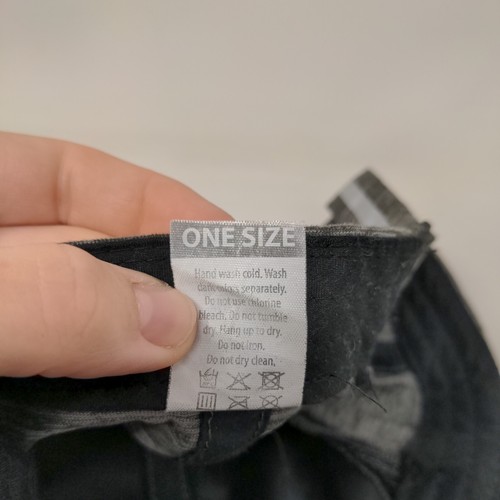 ONE SIZE
Hand wash cold. Wash
dark colors separately.
Do not use chlorine
bleach. Do not tumble
dry. Hang up to dry.
Do not iron.
Do not dry clean.